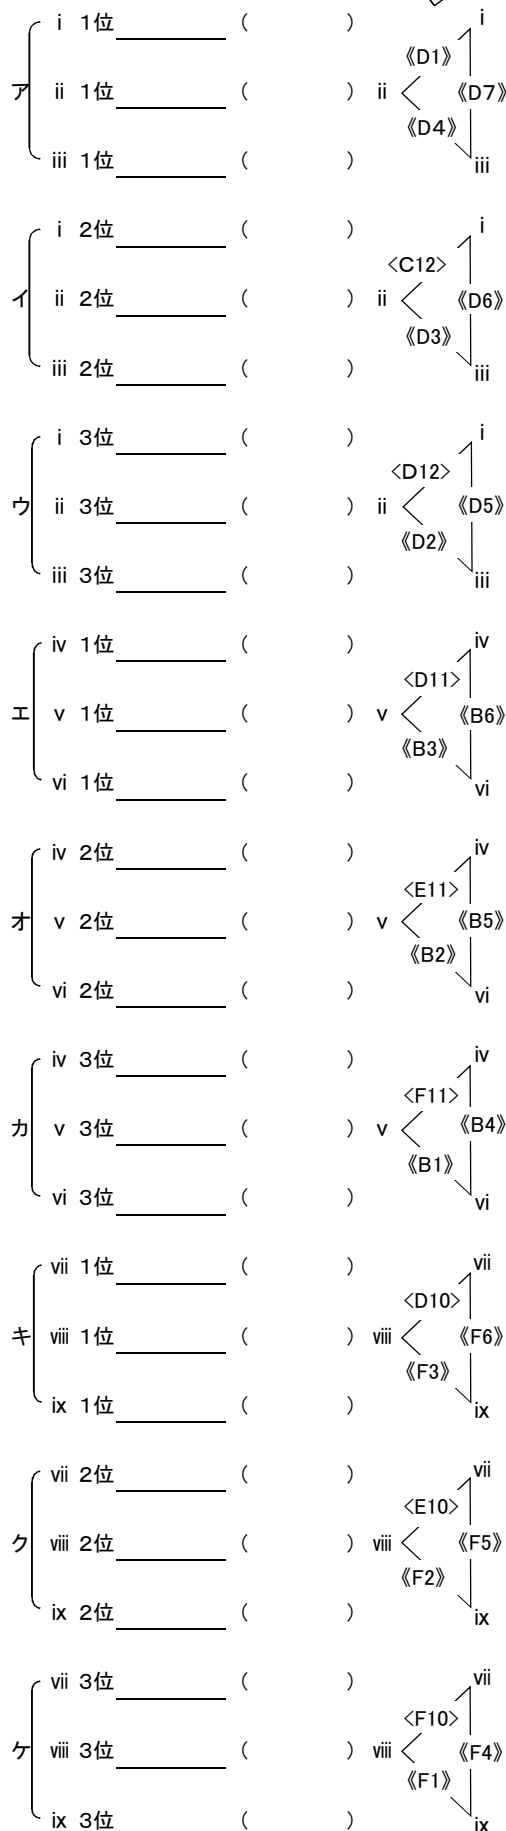 i 1位 ( ) i
《D1》
ア ii 1位 ( ) ii 《D7》
《D4》
iii 1位 ( ) iii
i 2位 ( ) i
<C12>
イ ii 2位 ( ) ii 《D6》
《D3》
iii 2位 ( ) iii
i 3位 ( ) i
<D12>
ウ ii 3位 ( ) ii 《D5》
《D2》
iii 3位 ( ) iii
iv 1位 ( ) iv
<D11>
エ v 1位 ( ) v 《B6》
《B3》
vi 1位 ( ) vi
iv 2位 ( ) iv
<E11>
オ v 2位 ( ) v 《B5》
《B2》
vi 2位 ( ) vi
iv 3位 ( ) iv
<F11>
カ v 3位 ( ) v 《B4》
《B1》
vi 3位 ( ) vi
vii 1位 ( ) vii
<D10>
キ viii 1位 ( ) viii 《F6》
《F3》
ix 1位 ( ) ix
vii 2位 ( ) vii
<E10>
ク viii 2位 ( ) viii 《F5》
《F2》
ix 2位 ( ) ix
vii 3位 ( ) vii
<F10>
ケ viii 3位 ( ) viii 《F4》
《F1》
ix 3位 ( ) ix